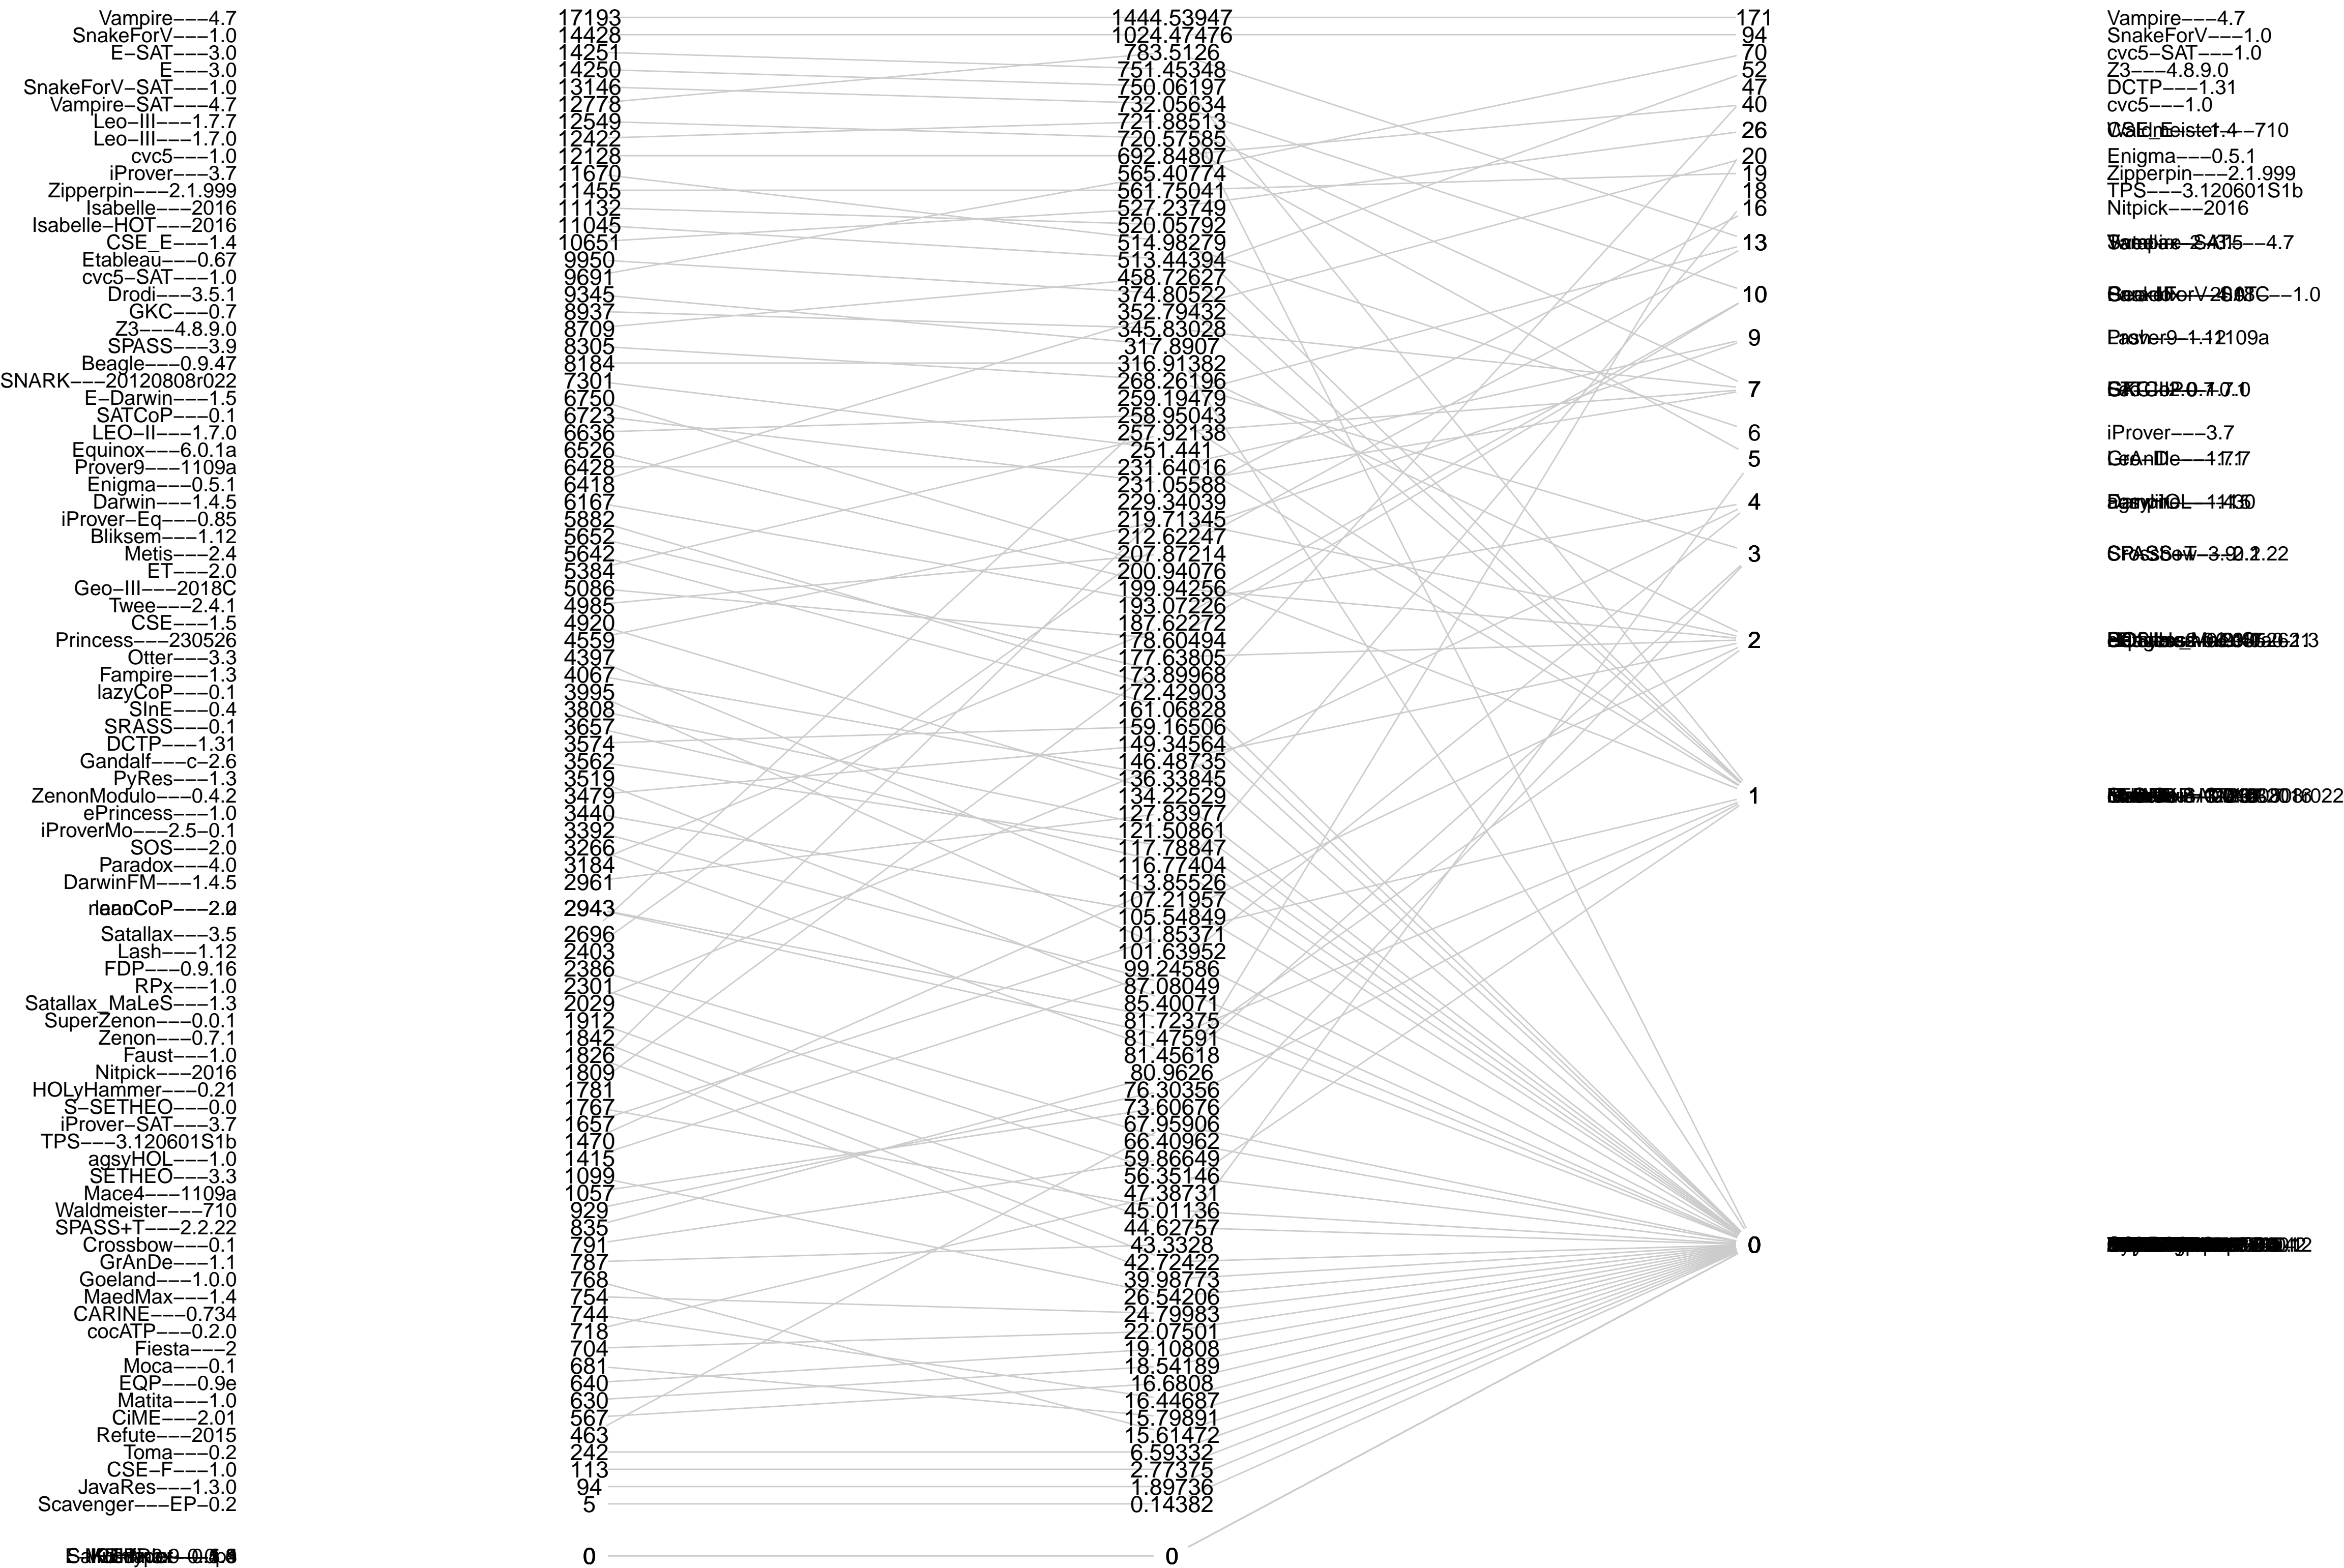 Vampire---4.7 17193 1444.53947 171 Vampire---4.7
SnakeForV---1.0 14428 1024.47476 94 SnakeForV---1.0
E-SAT---3.0 14251 783.5126 70 cvc5-SAT---1.0
E---3.0 14250 751.45348 52 Z3---4.8.9.0
SnakeForV-SAT---1.0 13146 750.06197 47 DCTP---1.31
Vampire-SAT---4.7 12778 732.05634 40 cvc5---1.0
Leo-III---1.7.7 12549 721.88513
26
Leo-III---1.7.0 12422 720.57585
cvc5---1.0 12128 692.84807 20 Enigma---0.5.1
iProver---3.7 11670 565.40774 19 Zipperpin---2.1.999
Zipperpin---2.1.999 11455 561.75041 18 TPS---3.120601S1b
Isabelle---2016 11132 527.23749 16 Nitpick---2016
Isabelle-HOT---2016 11045 520.05792
CSE_E---1.4 10651 514.98279 13
Etableau---0.67 9950 513.44394
cvc5-SAT---1.0 9691 458.72627
Drodi---3.5.1 9345 374.80522 10
GKC---0.7 8937 352.79432
Z3---4.8.9.0 8709 345.83028 9
SPASS---3.9 8305 317.8907
Beagle---0.9.47 8184 316.91382
SNARK---20120808r022 7301 268.26196 7
E-Darwin---1.5 6750 259.19479
SATCoP---0.1 6723 258.95043
LEO-II---1.7.0 6636 257.92138 6 iProver---3.7
Equinox---6.0.1a 6526 251.441 5
Prover9---1109a 6428 231.64016
Enigma---0.5.1 6418 231.05588
Darwin---1.4.5 6167 229.34039 4
iProver-Eq---0.85 5882 219.71345
Bliksem---1.12 5652 212.62247
Metis---2.4 5642 207.87214 3
ET---2.0 5384 200.94076
Geo-III---2018C 5086 199.94256
Twee---2.4.1 4985 193.07226
CSE---1.5 4920 187.62272
Princess---230526 4559 178.60494 2
Otter---3.3 4397 177.63805
Fampire---1.3 4067 173.89968
lazyCoP---0.1 3995 172.42903
SInE---0.4 3808 161.06828
SRASS---0.1 3657 159.16506
DCTP---1.31 3574 149.34564
Gandalf---c-2.6 3562 146.48735
PyRes---1.3 3519 136.33845
ZenonModulo---0.4.2 3479 134.22529 1
ePrincess---1.0 3440 127.83977
iProverMo---2.5-0.1 3392 121.50861
SOS---2.0 3266 117.78847
Paradox---4.0 3184 116.77404
DarwinFM---1.4.5 2961 113.85526
107.21957
2943
105.54849
Satallax---3.5 2696 101.85371
Lash---1.12 2403 101.63952
FDP---0.9.16 2386 99.24586
RPx---1.0 2301 87.08049
Satallax_MaLeS---1.3 2029 85.40071
SuperZenon---0.0.1 1912 81.72375
Zenon---0.7.1 1842 81.47591
Faust---1.0 1826 81.45618
Nitpick---2016 1809 80.9626
HOLyHammer---0.21 1781 76.30356
S-SETHEO---0.0 1767 73.60676
iProver-SAT---3.7 1657 67.95906
TPS---3.120601S1b 1470 66.40962
agsyHOL---1.0 1415 59.86649
SETHEO---3.3 1099 56.35146
Mace4---1109a 1057 47.38731
Waldmeister---710 929 45.01136
SPASS+T---2.2.22 835 44.62757
Crossbow---0.1 791 43.3328 0
GrAnDe---1.1 787 42.72422
Goeland---1.0.0 768 39.98773
MaedMax---1.4 754 26.54206
CARINE---0.734 744 24.79983
cocATP---0.2.0 718 22.07501
Fiesta---2 704 19.10808
Moca---0.1 681 18.54189
EQP---0.9e 640 16.6808
Matita---1.0 630 16.44687
CiME---2.01 567 15.79891
Refute---2015 463 15.61472
Toma---0.2 242 6.59332
CSE-F---1.0 113 2.77375
JavaRes---1.3.0 94 1.89736
Scavenger---EP-0.2 5 0.14382
0 0